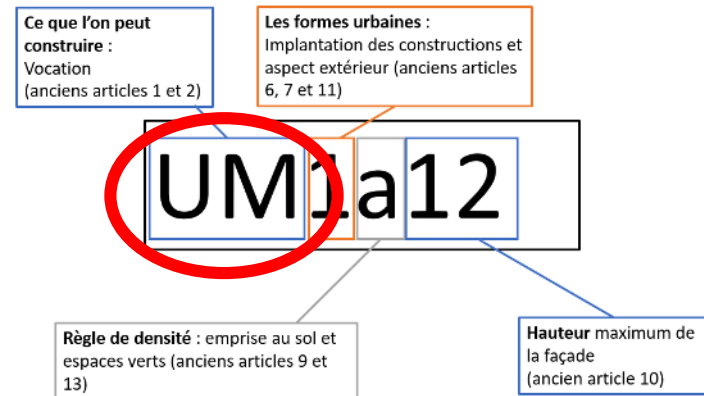 Ce que l'on peut
construire :
Vocation
(anciens articles 1 et 2)
Les formes urbaines :
Implantation des constructions et
aspect extérieur (anciens articles
6, 7 et 11)
UM1a12
Règle de densité : emprise au sol et
espaces verts (anciens articles 9 et
13)
Hauteur maximum de
la façade
(ancien article 10)